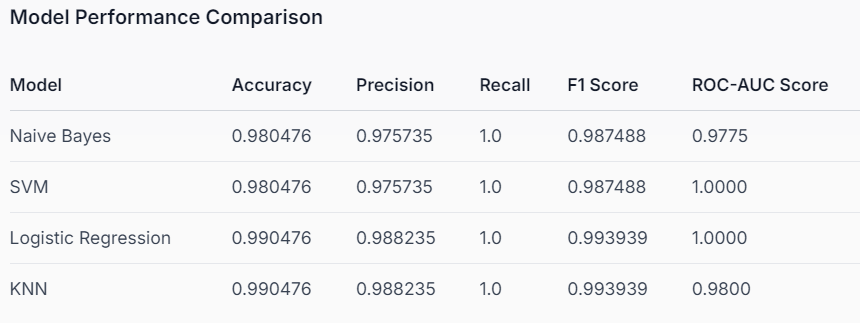 Model Performance Comparison
Model Accuracy Precision Recall F1 Score ROC-AUC Score
Naive Bayes 0.980476 0.975735 1.0 0.987488 0.9775
SVM 0.980476 0.975735 1.0 0.987488 1.0000
Logistic Regression 0.990476 0.988235 1.0 0.993939 1.0000
KNN 0.990476 0.988235 1.0 0.993939 0.9800